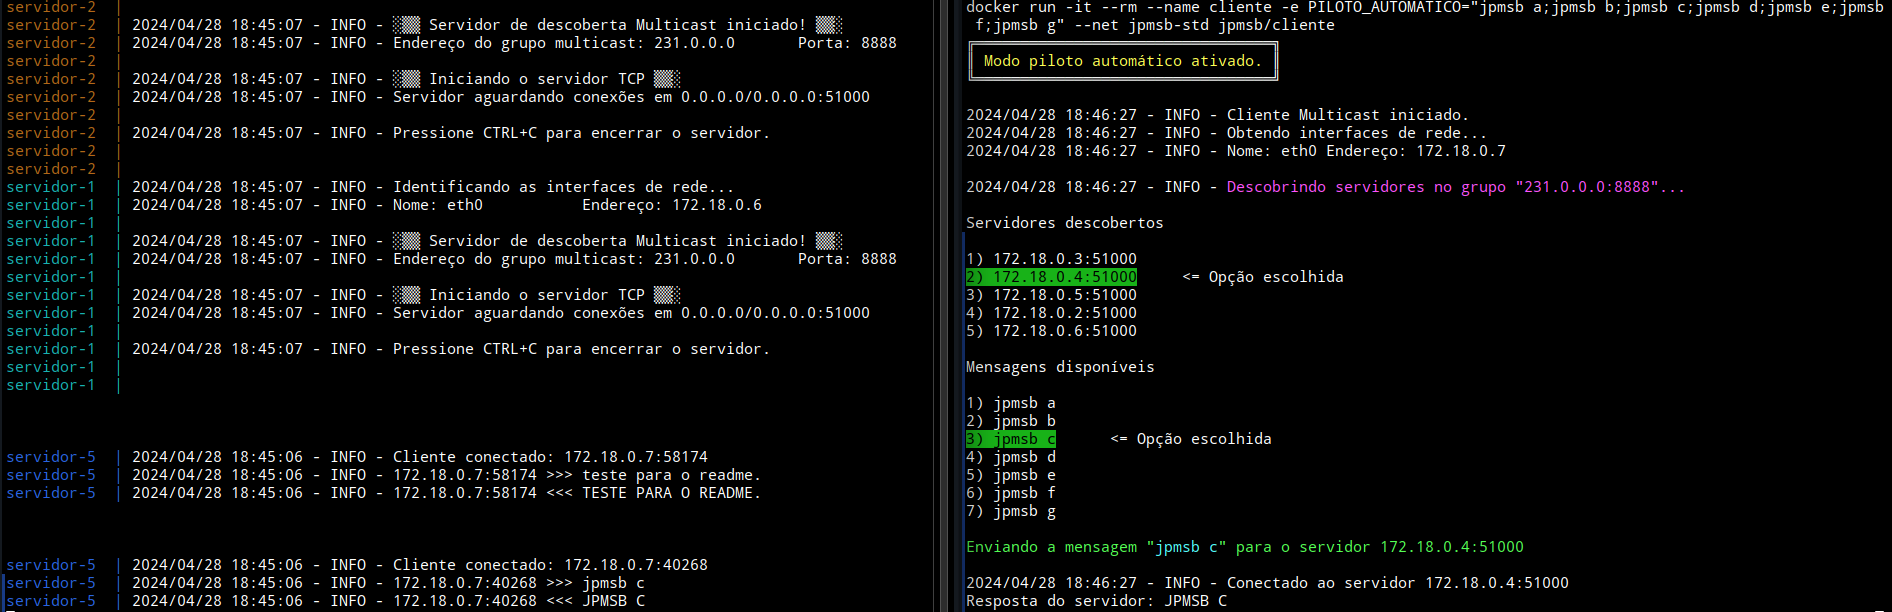 servidor-2 |
servidor-2 | 2024/04/28 18:45:07 - INFO - ░▒▒ Servidor de descoberta Multicast iniciado! ▒▒░
servidor-2 | 2024/04/28 18:45:07 - INFO - Endereço do grupo multicast: 231.0.0.0       Porta: 8888
servidor-2 |
servidor-2 | 2024/04/28 18:45:07 - INFO - ░▒▒ Iniciando o servidor TCP ▒▒░
servidor-2 | 2024/04/28 18:45:07 - INFO - Servidor aguardando conexões em 0.0.0.0/0.0.0.0:51000
servidor-2 |
servidor-2 | 2024/04/28 18:45:07 - INFO - Pressione CTRL+C para encerrar o servidor.
servidor-2 |
servidor-2 |
servidor-1 | 2024/04/28 18:45:07 - INFO - Identificando as interfaces de rede...
servidor-1 | 2024/04/28 18:45:07 - INFO - Nome: eth0           Endereço: 172.18.0.6
servidor-1 |
servidor-1 | 2024/04/28 18:45:07 - INFO - ░▒▒ Servidor de descoberta Multicast iniciado! ▒▒░
servidor-1 | 2024/04/28 18:45:07 - INFO - Endereço do grupo multicast: 231.0.0.0       Porta: 8888
servidor-1 |
servidor-1 | 2024/04/28 18:45:07 - INFO - ░▒▒ Iniciando o servidor TCP ▒▒░
servidor-1 | 2024/04/28 18:45:07 - INFO - Servidor aguardando conexões em 0.0.0.0/0.0.0.0:51000
servidor-1 |
servidor-1 | 2024/04/28 18:45:07 - INFO - Pressione CTRL+C para encerrar o servidor.
servidor-1 |
servidor-1 |
servidor-5 | 2024/04/28 18:45:06 - INFO - Cliente conectado: 172.18.0.7:58174
servidor-5 | 2024/04/28 18:45:06 - INFO - 172.18.0.7:58174 >>> teste para o readme.
servidor-5 | 2024/04/28 18:45:06 - INFO - 172.18.0.7:58174 <<< TESTE PARA O README.
servidor-5 | 2024/04/28 18:45:06 - INFO - Cliente conectado: 172.18.0.7:40268
servidor-5 | 2024/04/28 18:45:06 - INFO - 172.18.0.7:40268 >>> jpmsb c
servidor-5 | 2024/04/28 18:45:06 - INFO - 172.18.0.7:40268 <<< JPMSB C
docker run -it --rm --name cliente -e PILOTO_AUTOMATICO="jpmsb a;jpmsb b;jpmsb c;jpmsb d;jpmsb e;jpmsb
f;jpmsb g" --net jpmsb-std jpmsb/cliente
Modo piloto automático ativado.
2024/04/28 18:46:27 - INFO - Cliente Multicast iniciado.
2024/04/28 18:46:27 - INFO - Obtendo interfaces de rede...
2024/04/28 18:46:27 - INFO - Nome: eth0 Endereço: 172.18.0.7
2024/04/28 18:46:27 - INFO - Descobrindo servidores no grupo "231.0.0.0:8888"...
Servidores descobertos
1) 172.18.0.3:51000
2) 172.18.0.4:51000     <= Opção escolhida
3) 172.18.0.5:51000
4) 172.18.0.2:51000
5) 172.18.0.6:51000
Mensagens disponíveis
1) jpmsb a
2) jpmsb b
3) jpmsb c      <= Opção escolhida
4) jpmsb d
5) jpmsb e
6) jpmsb f
7) jpmsb g
Enviando a mensagem "jpmsb c" para o servidor 172.18.0.4:51000
2024/04/28 18:46:27 - INFO - Conectado ao servidor 172.18.0.4:51000
Resposta do servidor: JPMSB C